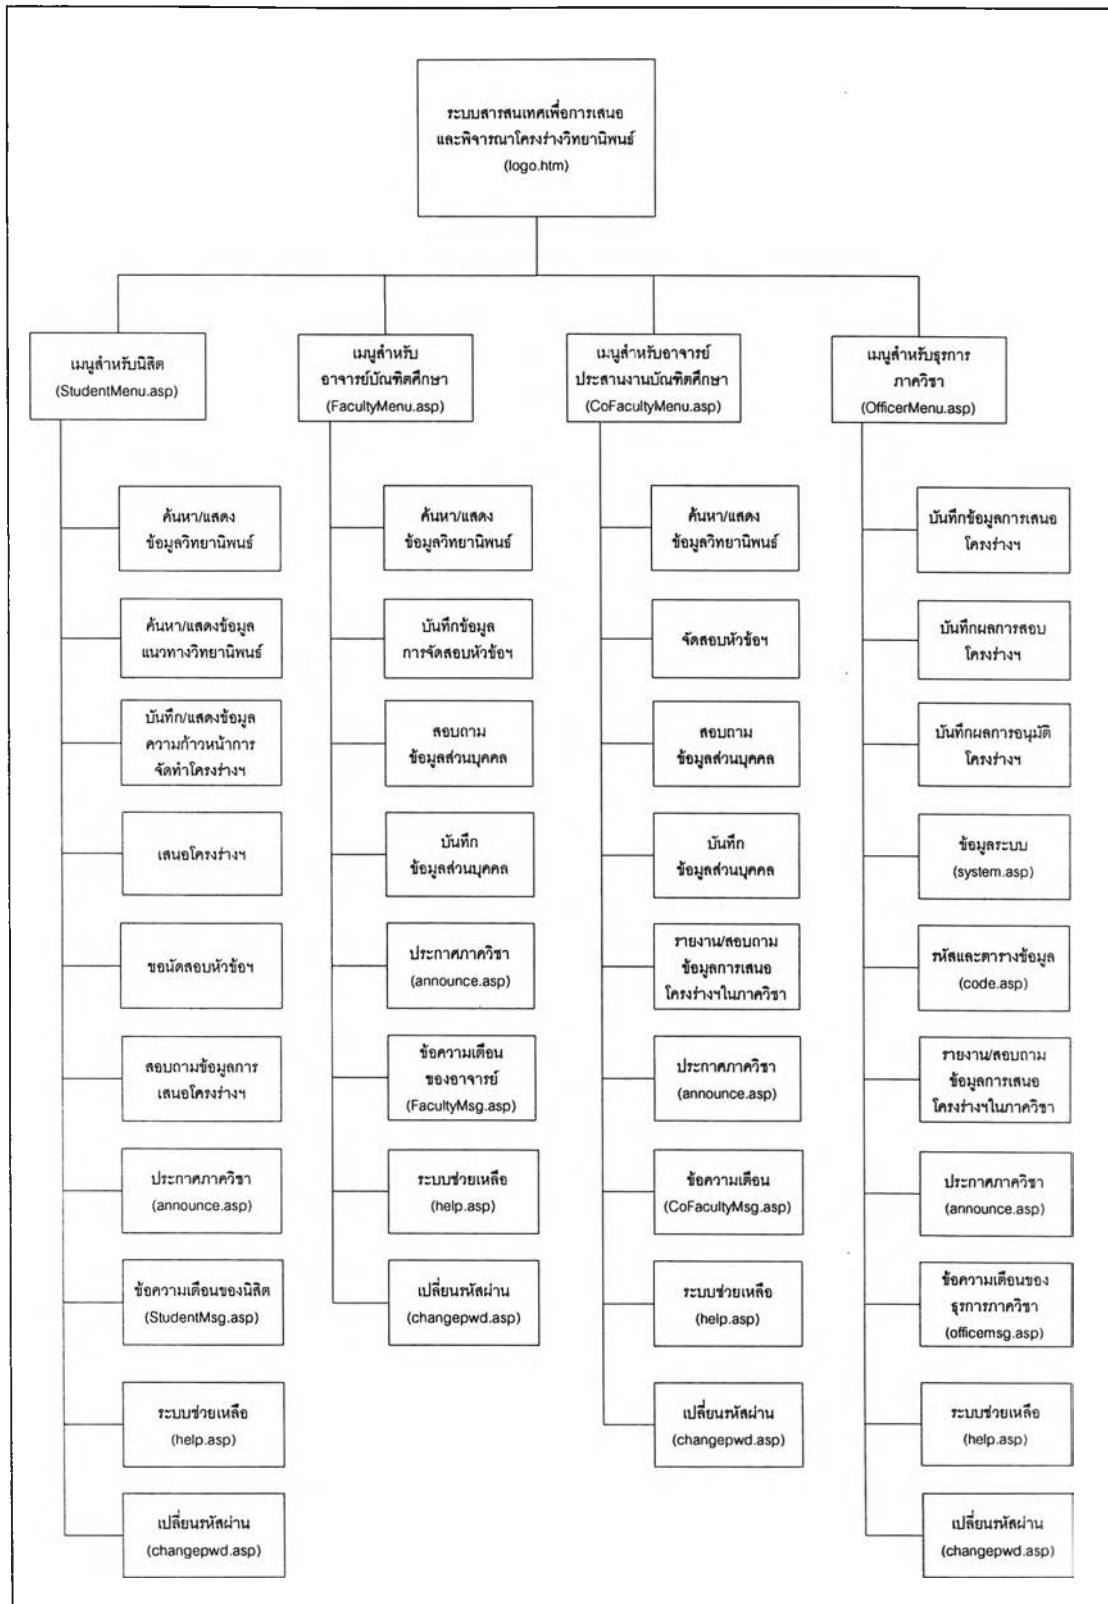 ระบบสารสนเทศเพื่อการเสนอ
และพิจารณาโครงร่างวิทยานิพนธ์
(logo.htm)
เมนูสำหรับนิสิต
(StudentMenu.asp)
เมนูสำหรับ
อาจารย์บัณฑิตศึกษา
(FacultyMenu.asp)
เมนูสำหรับอาจารย์
ประสานงานบัณฑิตศึกษา
(CoFacultyMenu.asp)
เมนูสำหรับธุรการ
ภาควิชา
(OfficerMenu.asp)
ค้นหา/แสดง
ข้อมูลวิทยานิพนธ์
ค้นหา/แสดงข้อมูล
แนวทางวิทยานิพนธ์
บันทึก/แสดงข้อมูล
ความก้าวหน้าการ
จัดทำโครงร่างฯ
เสนอโครงร่างฯ
ขอนัดสอบหัวข้อฯ
สอบถามข้อมูลการ
เสนอโครงร่างฯ
ประกาศภาควิชา
(announce.asp)
ข้อความเตือนของนิสิต
(StudentMsg.asp)
ระบบช่วยเหลือ
(help.asp)
เปลี่ยนรหัสผ่าน
(changepwd.asp)
ค้นหา/แสดง
ข้อมูลวิทยานิพนธ์
บันทึกข้อมูล
การจัดสอบหัวข้อฯ
สอบถาม
ข้อมูลส่วนบุคคล
บันทึก
ข้อมูลส่วนบุคคล
ประกาศภาควิชา
(announce.asp)
ข้อความเตือน
ของอาจารย์
(FacultyMsg.asp)
ระบบช่วยเหลือ
(help.asp)
เปลี่ยนรหัสผ่าน
(changepwd.asp)
ค้นหา/แสดง
ข้อมูลวิทยานิพนธ์
จัดสอบหัวข้อฯ
สอบถาม
ข้อมูลส่วนบุคคล
บันทึก
ข้อมูลส่วนบุคคล
รายงาน/สอบถาม
ข้อมูลการเสนอ
โครงร่างฯในภาควิชา
ประกาศภาควิชา
(announce.asp)
ข้อความเตือน
(CoFacultyMsg.asp)
ระบบช่วยเหลือ
(help.asp)
เปลี่ยนรหัสผ่าน
(changepwd.asp)
บันทึกข้อมูลการเสนอ
โครงร่างฯ
บันทึกผลการสอบ
โครงร่างฯ
บันทึกผลการอนุมัติ
โครงร่างฯ
ข้อมูลระบบ
(system.asp)
รหัสและตารางข้อมูล
(code.asp)
รายงาน/สอบถาม
ข้อมูลการเสนอ
โครงร่างฯในภาควิชา
ประกาศภาควิชา
(announce.asp)
ข้อความเตือนของ
ธุรการภาควิชา
(officemsg.asp)
ระบบช่วยเหลือ
(help.asp)
เปลี่ยนรหัสผ่าน
(changepwd.asp)